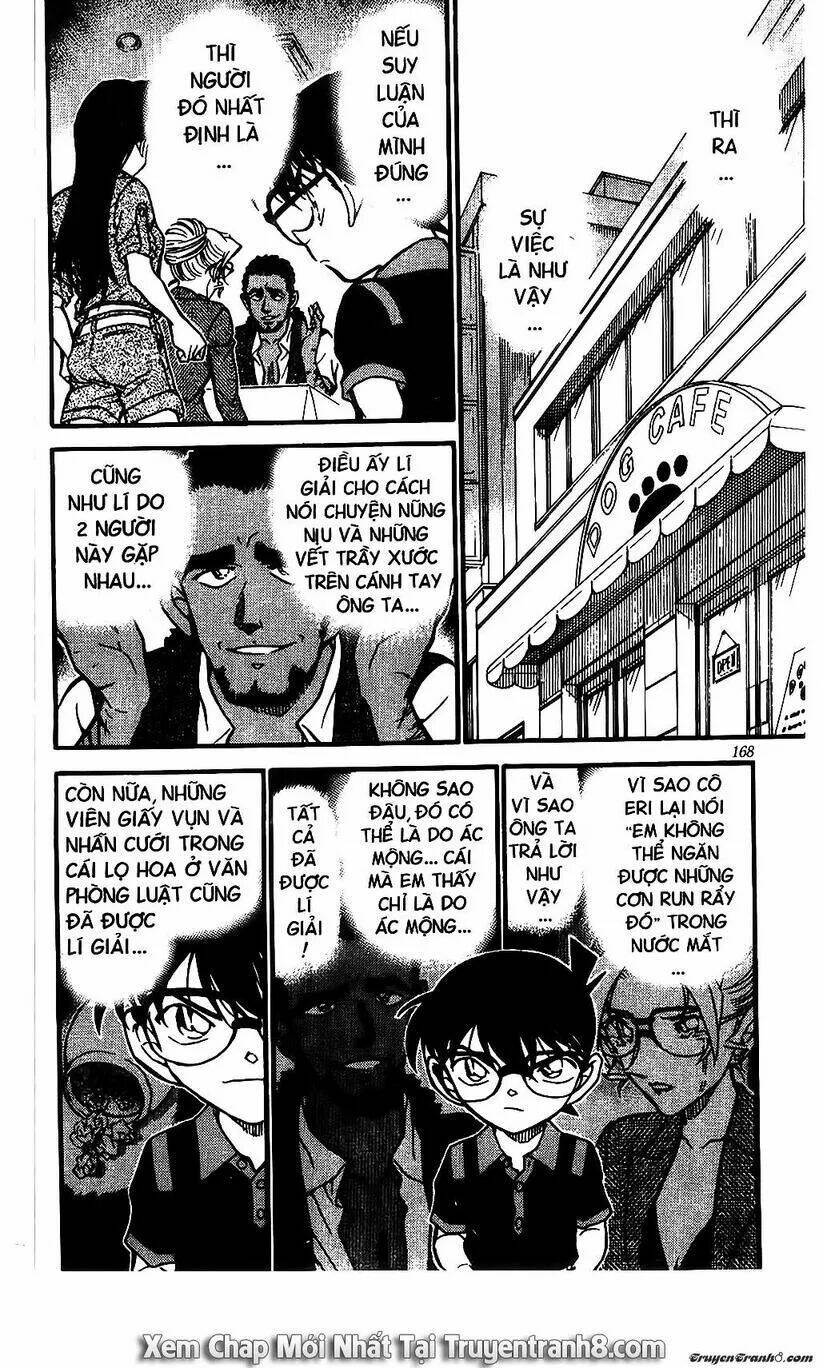 THÌ
RA
...
SỰ
VIỆC
LÀ NHƯ
VẬY
...
DOG CAFE
OPEN
NẾU
SUY
LUẬN
CỦA
MÌNH
ĐÚNG
...
THÌ
NGƯỜI
ĐÓ NHẤT
ĐỊNH LÀ
...
ĐIỀU ẤY LÍ
GIẢI CHO CÁCH
NÓI CHUYỆN NŨNG
NỊU VÀ NHỮNG
VẾT TRẦY XƯỚC
TRÊN CÁNH TAY
ÔNG TA...
CŨNG
NHƯ LÍ DO
2 NGƯỜI
NÀY GẶP
NHAU...
168
VÌ SAO CÔ
ERI LẠI NÓI
"EM KHÔNG
THỂ NGĂN
ĐƯỢC NHỮNG
CƠN RUN RẨY
ĐÓ" TRONG
NƯỚC MẮT
...
VÀ
VÌ SAO
ÔNG TA
TRẢ LỜI
NHƯ
VẬY
...
KHÔNG SAO
ĐÂU, ĐÓ CÓ
THỂ LÀ DO ÁC
MỘNG... CÁI
MÀ EM THẤY
CHỈ LÀ DO
ÁC MỘNG...
TẤT
CẢ
ĐÃ
ĐƯỢC
LÍ
GIẢI
!
CÒN NỮA, NHỮNG
VIÊN GIẤY VỤN VÀ
NHẪN CƯỚI TRONG
CÁI LỌ HOA Ở VĂN
PHÒNG LUẬT CŨNG
ĐÃ ĐƯỢC
LÍ GIẢI...
Xem Chap Mới Nhất Tại Truyentranh8.com
TruyenTranh8.com